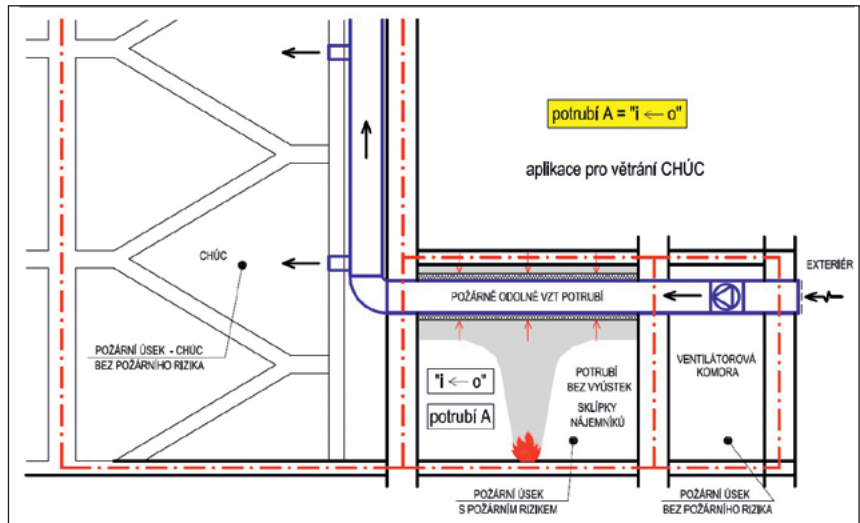 potrubí A = "i ← o"
aplikace pro větrání CHÚC
CHÚC
EXTERIÉR
POŽÁRNĚ ODOLNÉ VZT POTRUBÍ
POŽÁRNÍ ÚSEK - CHÚC
BEZ POŽÁRNÍHO RIZIKA
"i ← o"
potrubí A
POTRUBÍ
BEZ VYÚSTEK
SKLÍPKY
NÁJEMNÍKŮ
VENTILÁTOROVÁ
KOMORA
POŽÁRNÍ ÚSEK
S POŽÁRNÍM RIZIKEM
POŽÁRNÍ ÚSEK
BEZ POŽÁRNÍHO RIZIKA